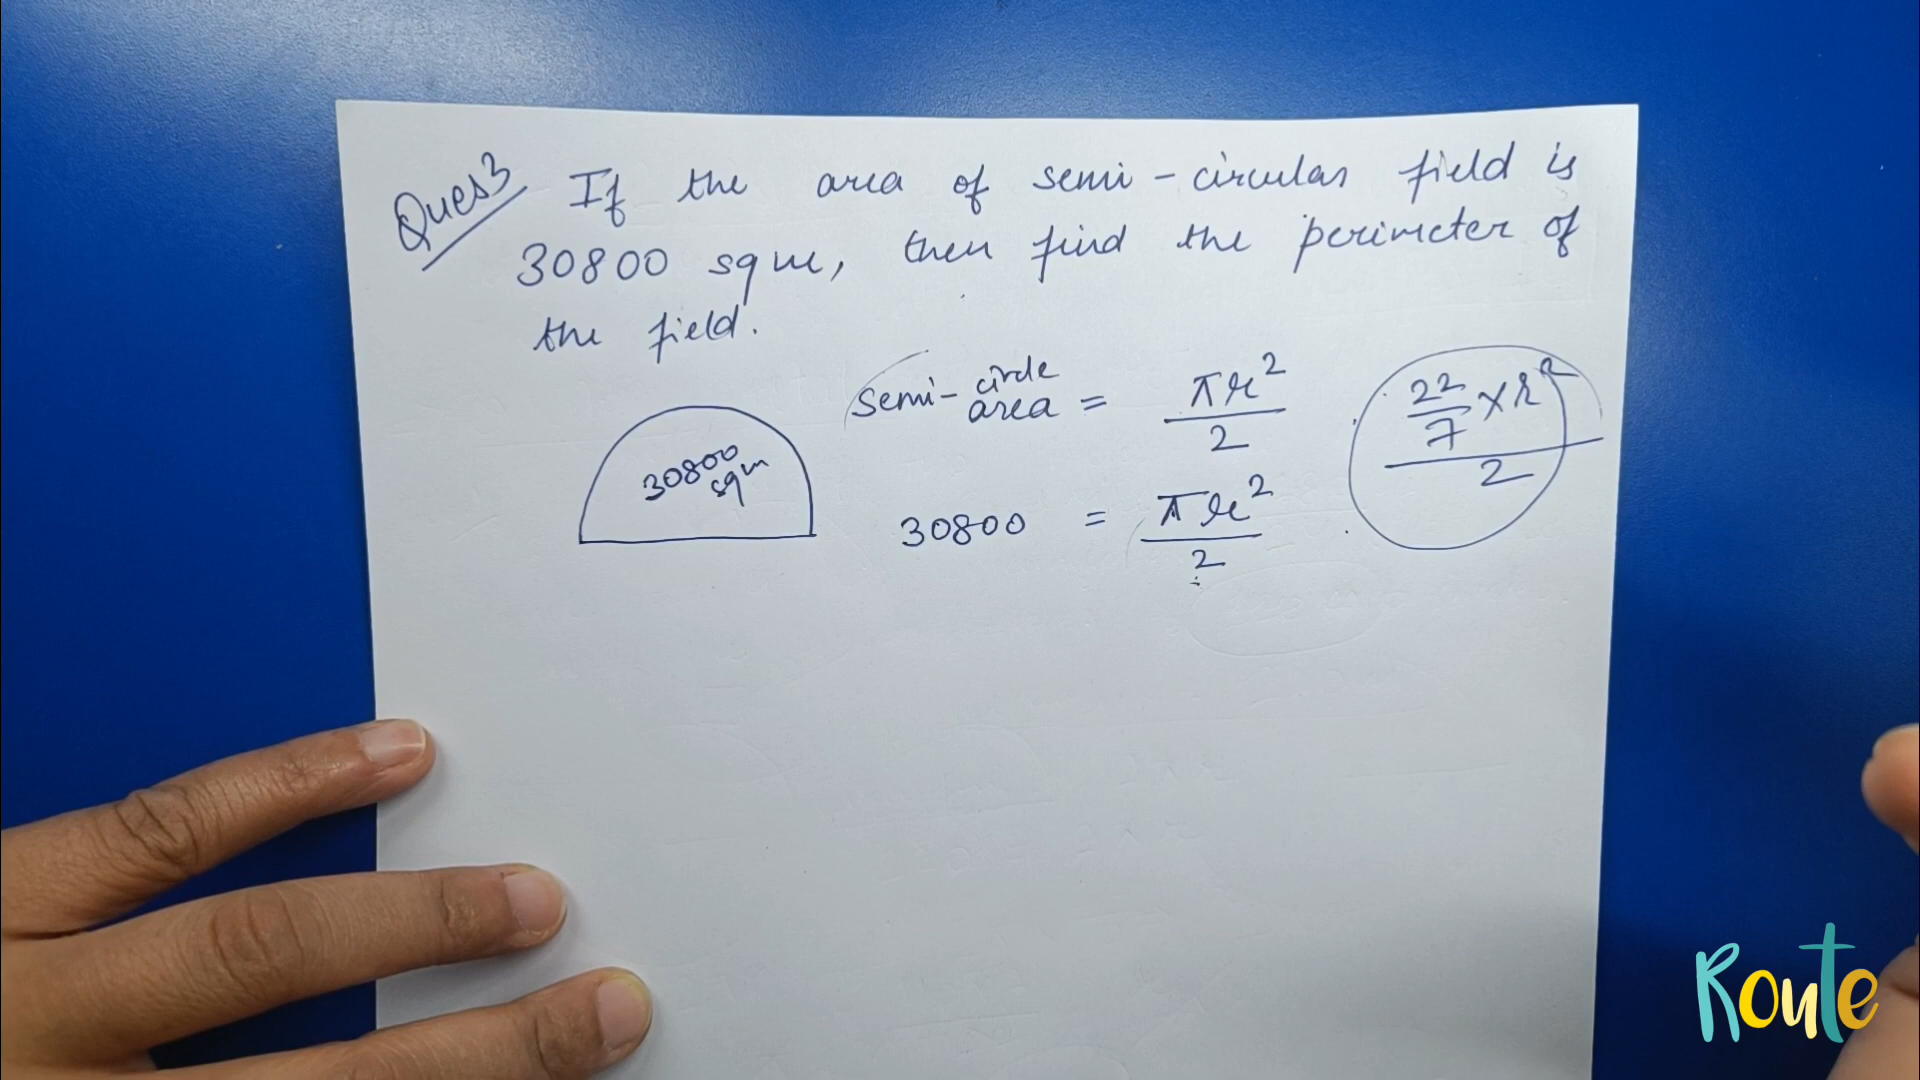 Ques3 If the area of semi-circular field is
30800 sqm, then find the perimeter of
the field.
semi-circle area = πr² / 2
22/7 × r² / 2
30800 sqm
30800 = πr² / 2
Route